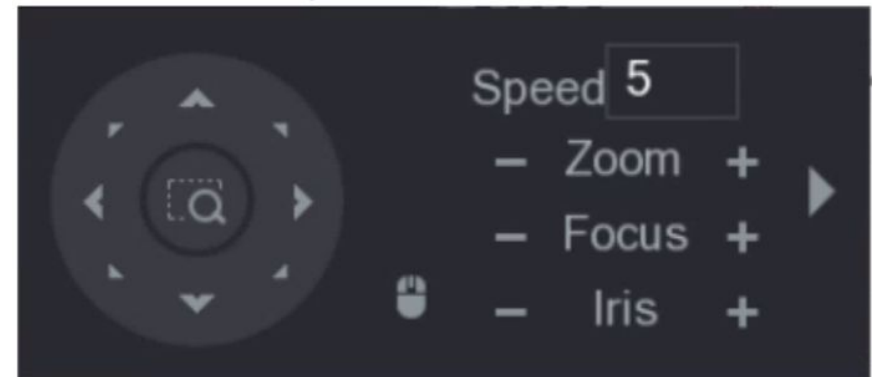 Speed 5
− Zoom +
− Focus +
− Iris +